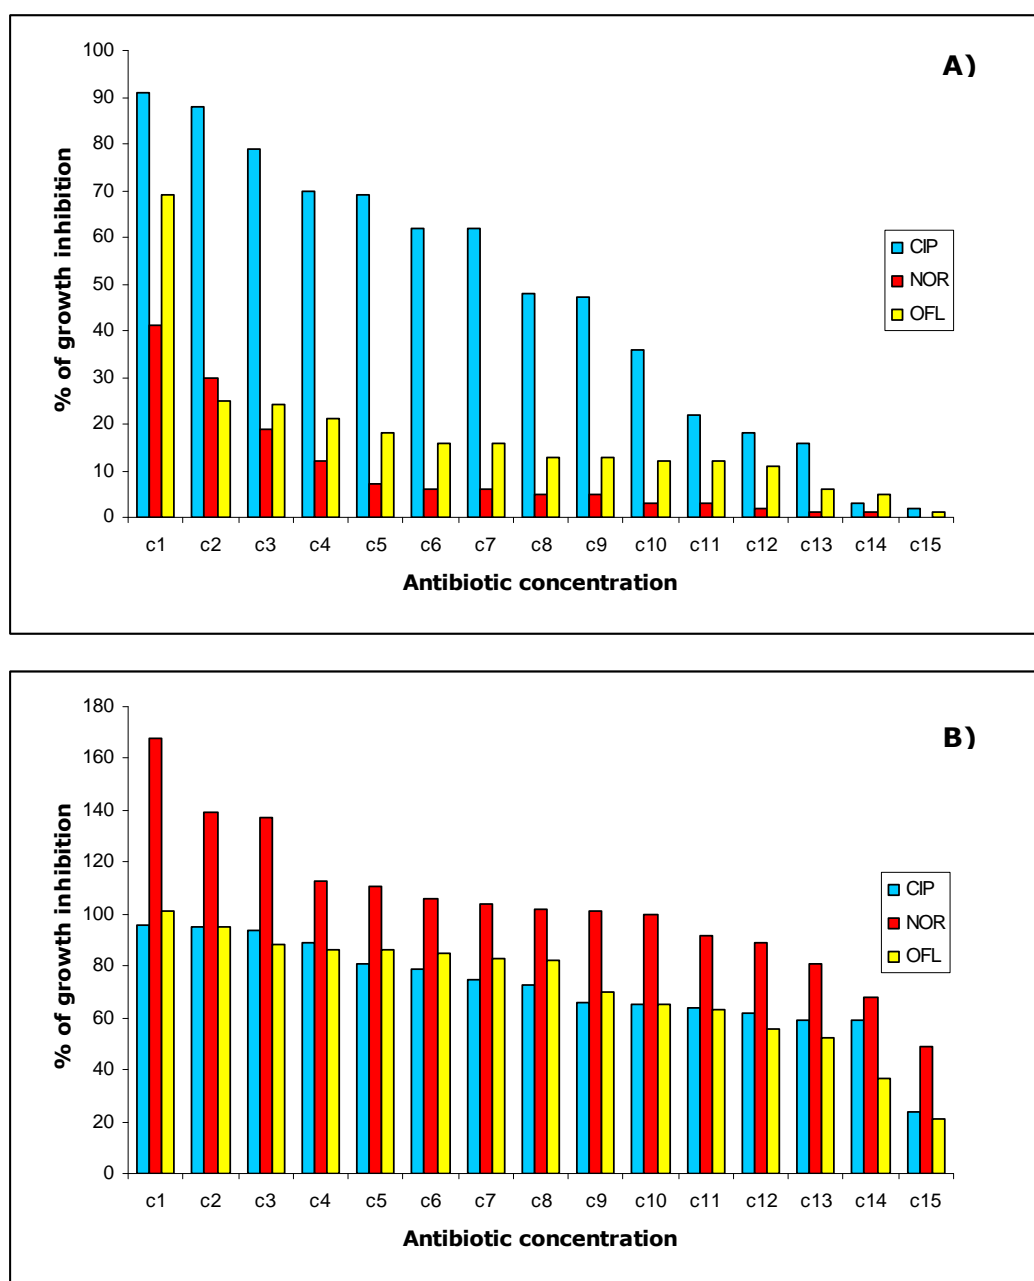 A)
100
90
80
70
60
50
40
30
20
10
0
% of growth inhibition
CIP
NOR
OFL
c1 c2 c3 c4 c5 c6 c7 c8 c9 c10 c11 c12 c13 c14 c15
Antibiotic concentration
B)
180
160
140
120
100
80
60
40
20
0
% of growth inhibition
CIP
NOR
OFL
c1 c2 c3 c4 c5 c6 c7 c8 c9 c10 c11 c12 c13 c14 c15
Antibiotic concentration